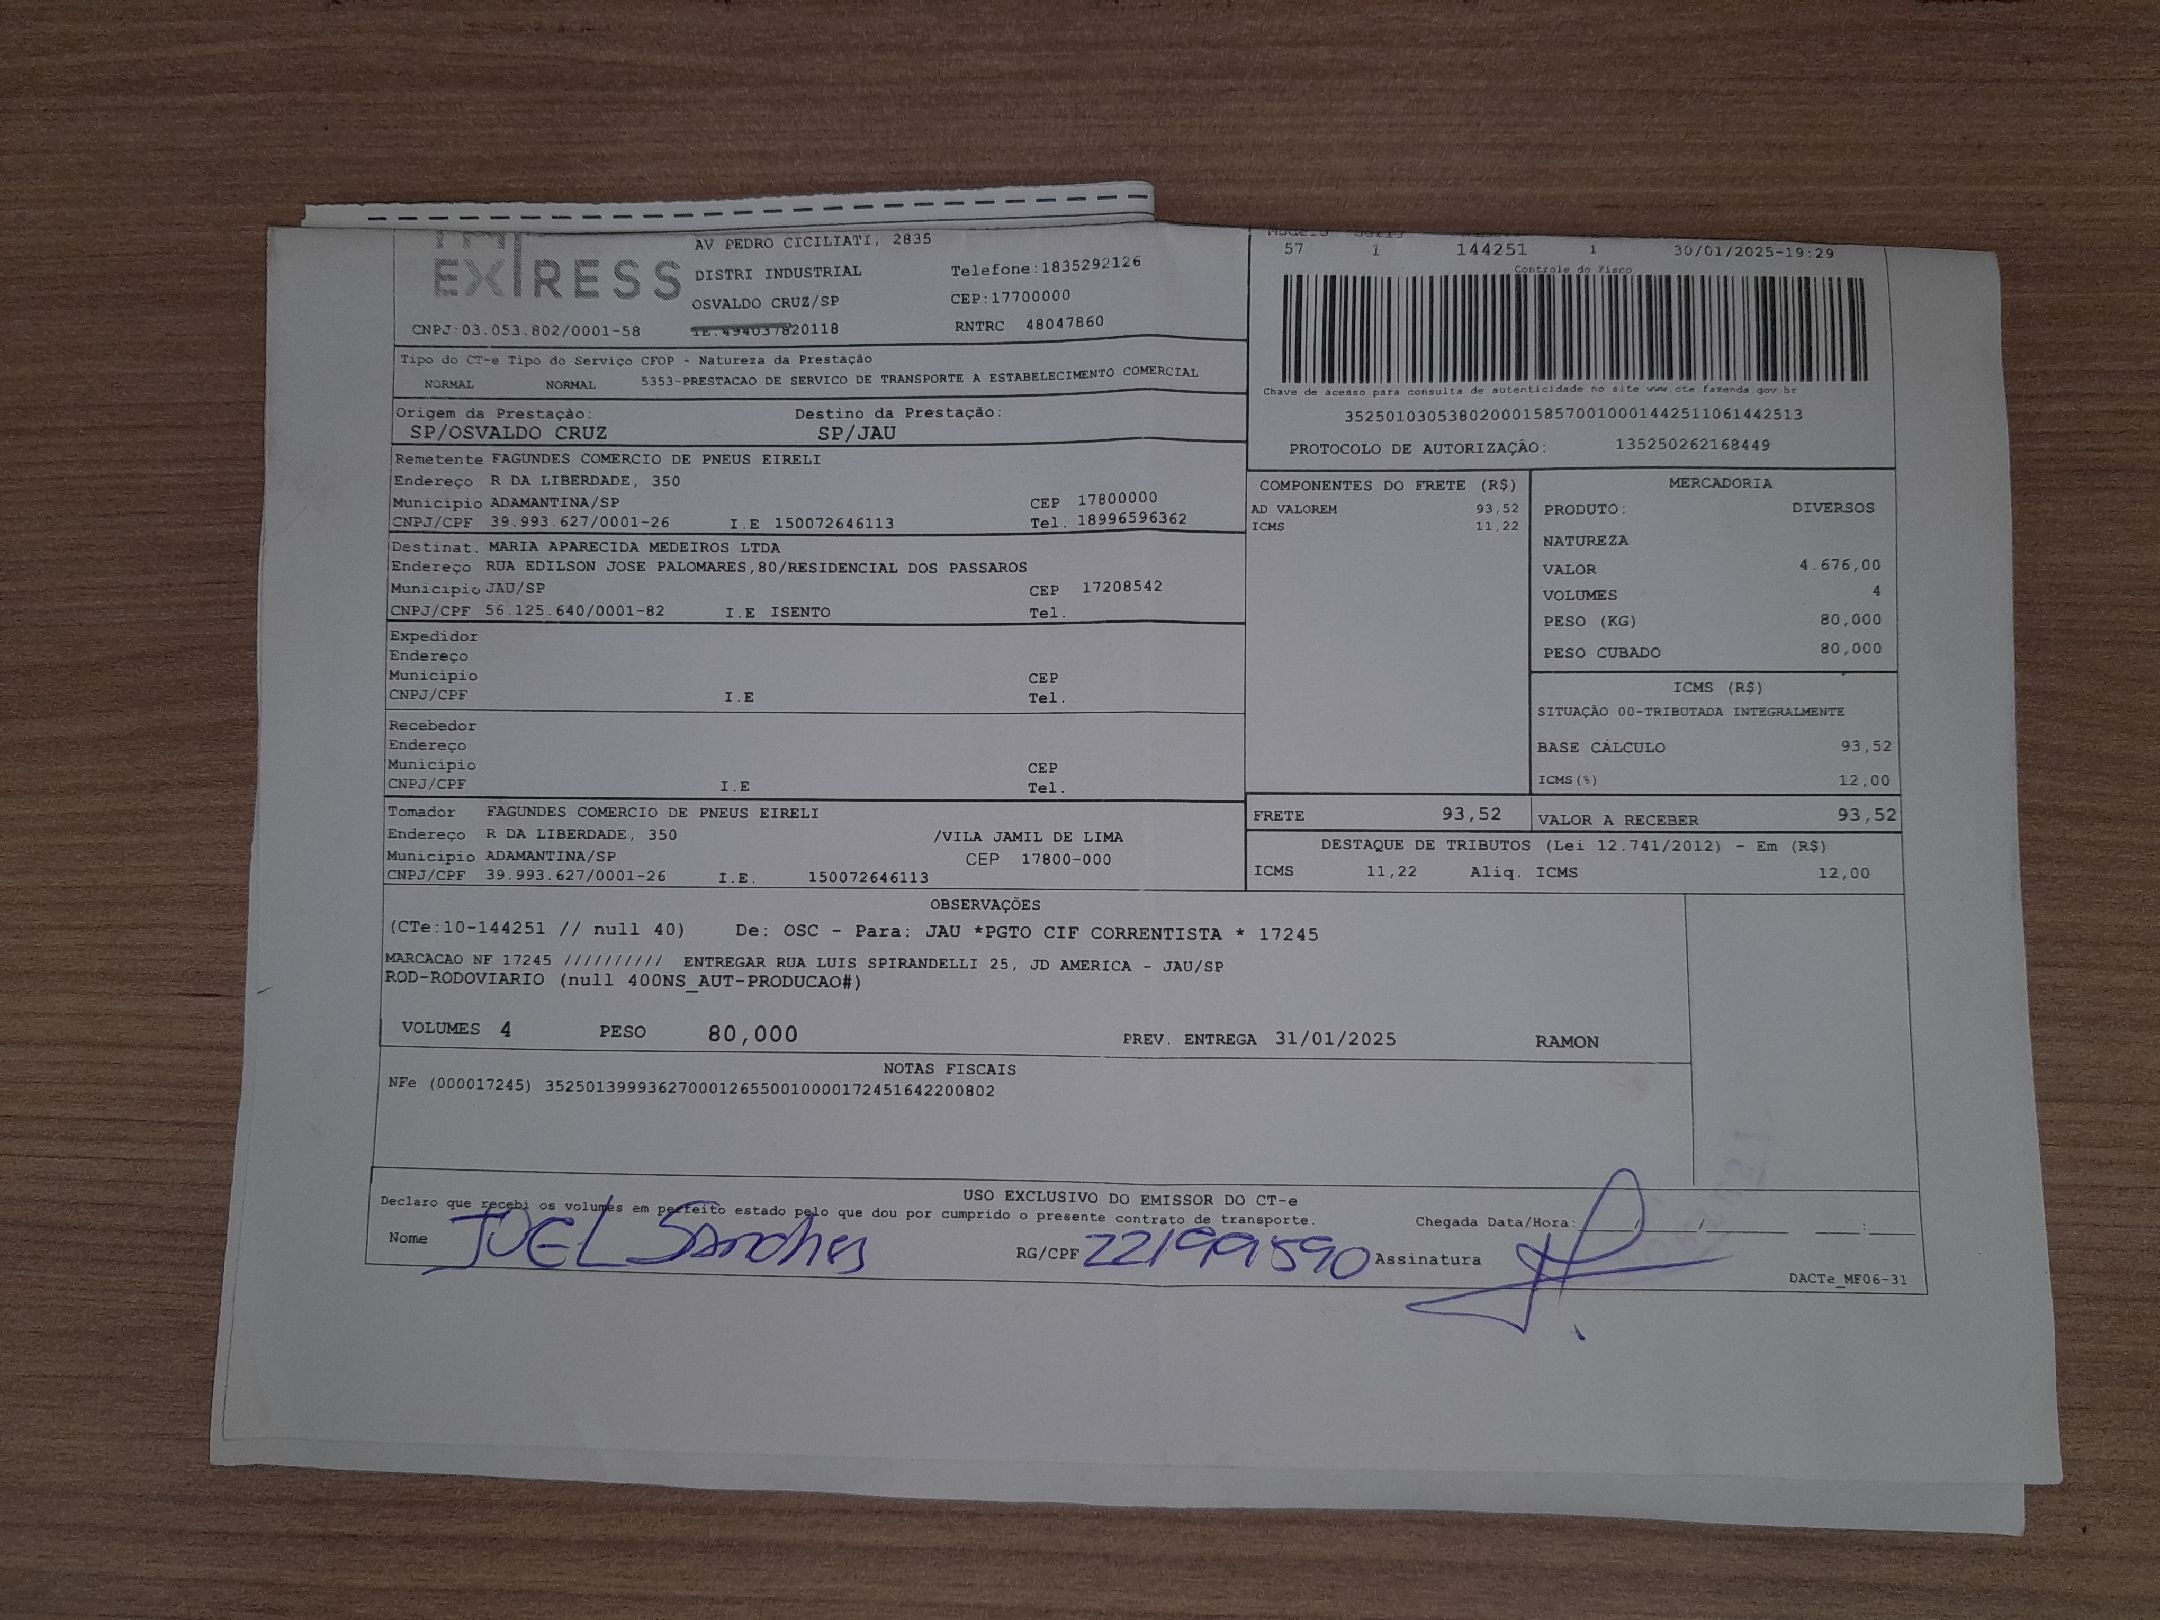 EXPRESS
AV PEDRO CICILIATI, 2835
DISTRI INDUSTRIAL Telefone:1835292126
OSVALDO CRUZ/SP CEP:17700000
CNPJ:03.053.802/0001-58 IE.494037820118 RNTRC 48047860
57 1 144251 1 30/01/2025-19:29
Controle do Fisco
Chave de acesso para consulta de autenticidade no site www.cte.fazenda.gov.br
35250103053802000158570010001442511061442513
PROTOCOLO DE AUTORIZAÇÃO: 135250262168449
Tipo do CT-e Tipo do Serviço CFOP - Natureza da Prestação
NORMAL NORMAL 5353-PRESTACAO DE SERVICO DE TRANSPORTE A ESTABELECIMENTO COMERCIAL
Origem da Prestação: Destino da Prestação:
SP/OSVALDO CRUZ SP/JAU
Remetente FAGUNDES COMERCIO DE PNEUS EIRELI
Endereço R DA LIBERDADE, 350
Municipio ADAMANTINA/SP CEP 17800000
CNPJ/CPF 39.993.627/0001-26 I.E 150072646113 Tel. 18996596362
Destinat. MARIA APARECIDA MEDEIROS LTDA
Endereço RUA EDILSON JOSE PALOMARES,80/RESIDENCIAL DOS PASSAROS
Municipio JAU/SP CEP 17208542
CNPJ/CPF 56.125.640/0001-82 I.E ISENTO Tel.
Expedidor
Endereço
Municipio CEP
CNPJ/CPF I.E Tel.
Recebedor
Endereço
Municipio CEP
CNPJ/CPF I.E Tel.
Tomador FAGUNDES COMERCIO DE PNEUS EIRELI
Endereço R DA LIBERDADE, 350 /VILA JAMIL DE LIMA
Municipio ADAMANTINA/SP CEP 17800-000
CNPJ/CPF 39.993.627/0001-26 I.E. 150072646113
COMPONENTES DO FRETE (R$)
AD VALOREM 93,52
ICMS 11,22
MERCADORIA
PRODUTO: DIVERSOS
NATUREZA
VALOR 4.676,00
VOLUMES 4
PESO (KG) 80,000
PESO CUBADO 80,000
ICMS (R$)
SITUAÇÃO 00-TRIBUTADA INTEGRALMENTE
BASE CÁLCULO 93,52
ICMS(%) 12,00
FRETE 93,52 VALOR A RECEBER 93,52
DESTAQUE DE TRIBUTOS (Lei 12.741/2012) - Em (R$)
ICMS 11,22 Aliq. ICMS 12,00
OBSERVAÇÕES
(CTe:10-144251 // null 40) De: OSC - Para: JAU *PGTO CIF CORRENTISTA * 17245
MARCACAO NF 17245 ////////// ENTREGAR RUA LUIS SPIRANDELLI 25, JD AMERICA - JAU/SP
ROD-RODOVIARIO (null 400NS_AUT-PRODUCAO#)
VOLUMES 4 PESO 80,000 PREV. ENTREGA 31/01/2025 RAMON
NOTAS FISCAIS
NFe (000017245) 35250139993627000126550010000172451642200802
USO EXCLUSIVO DO EMISSOR DO CT-e
Declaro que recebi os volumes em perfeito estado pelo que dou por cumprido o presente contrato de transporte. Chegada Data/Hora: / / :
Nome JOEL Sanches RG/CPF 22199590 Assinatura
DACTe_MF06-31